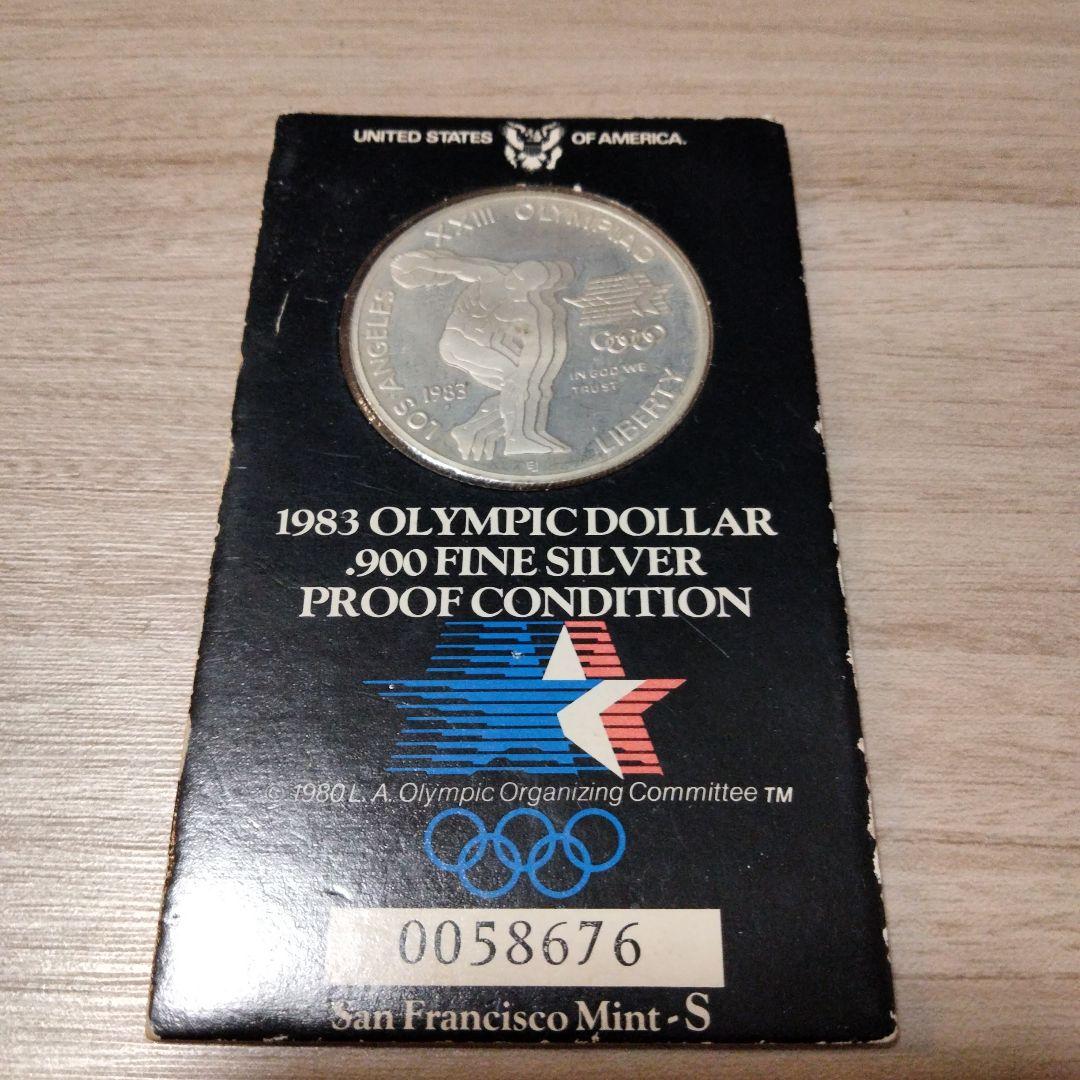 UNITED STATES OF AMERICA.
LOS ANGELES XXIII OLYMPIAD
1983
IN GOD WE
TRUST
LIBERTY
EJ
1983 OLYMPIC DOLLAR
.900 FINE SILVER
PROOF CONDITION
© 1980 L.A. Olympic Organizing Committee TM
0058676
San Francisco Mint - S